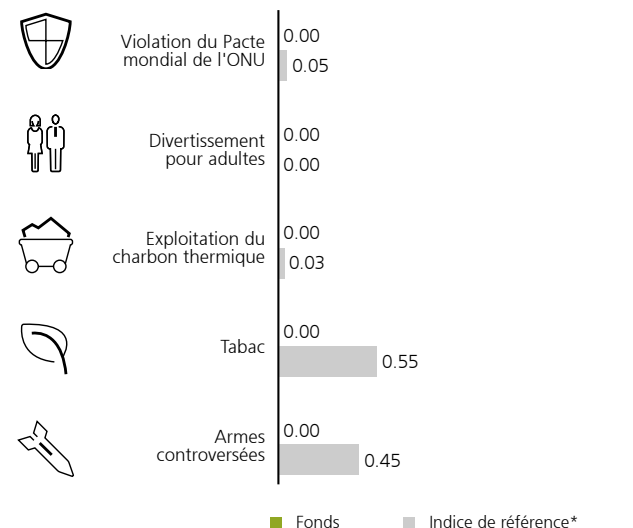 Violation du Pacte
mondial de l'ONU
0.00
0.05
Divertissement
pour adultes
0.00
0.00
Exploitation du
charbon thermique
0.00
0.03
Tabac
0.00
0.55
Armes
controversées
0.00
0.45
Fonds
Indice de référence*